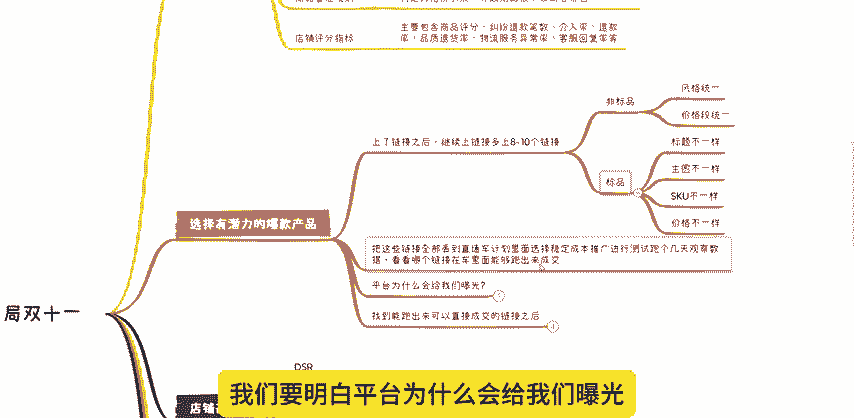 店铺评分指标
主要包含商品评分、纠纷退款笔数、介入率、退款
率、品质退货率、物流服务异常率、客服回复率等
风格统一
非标品
价格段统一
上了链接之后，继续上链接多上8-10个链接
标题不一样
主图不一样
标品
SKU不一样
价格不一样
选择有潜力的爆款产品
把这些链接全部看到直通车计划里面选择稳定成本推广进行测试跑个几天观察数
据，看看哪个链接在车里面能够跑出来成交
平台为什么会给我们曝光？
找到能跑出来可以直接成交的链接之后
4
局双十一
DSR
店铺
我们要明白平台为什么会给我们曝光